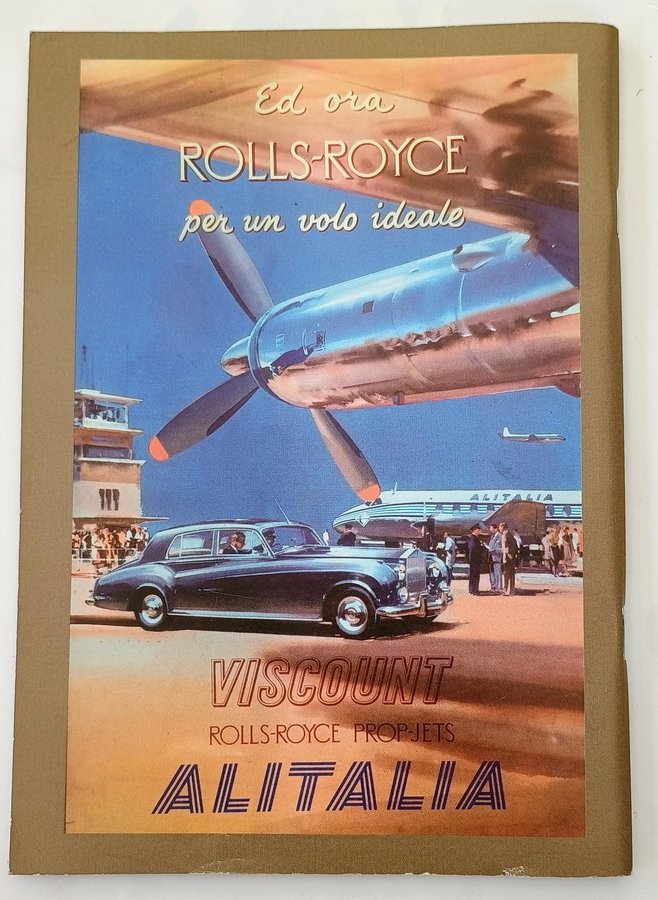 Ed ora
ROLLS-ROYCE
per un volo ideale
ALITALIA
VISCOUNT
ROLLS-ROYCE PROP-JETS
ALITALIA